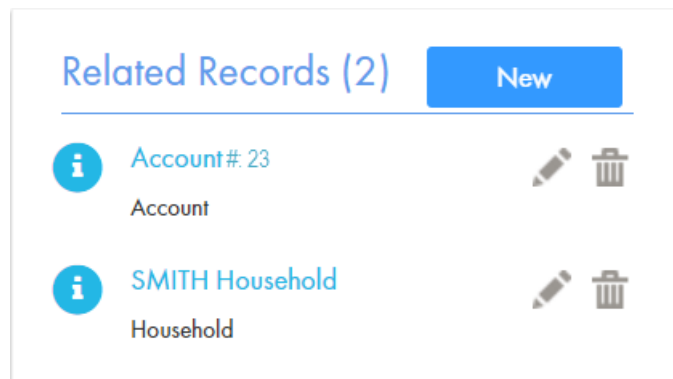 Related Records (2) New
Account #: 23
Account
SMITH Household
Household